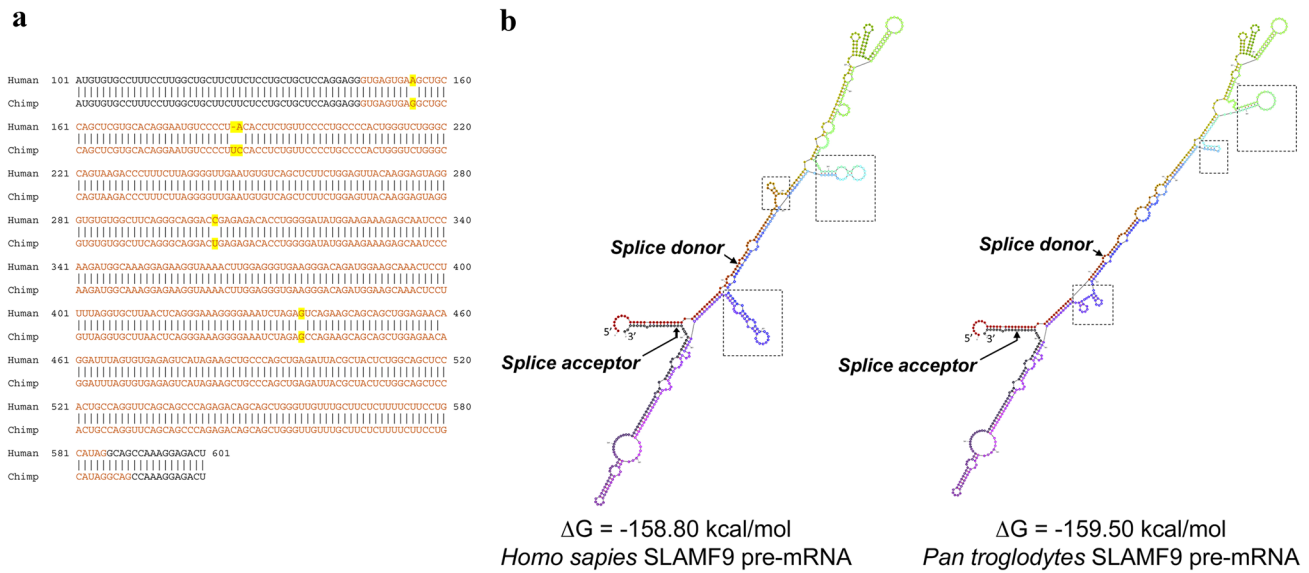 a
b
Human 101 AUGUGUGCCUUUCCUUGGCUGCUUCUUCUCCUGCUGCUCCAGGAGGGUGAGUGAAGCUGC 160
Chimp AUGUGUGCCUUUCCUUGGCUGCUUCUUCUCCUGCUGCUCCAGGAGGGUGAGUGAGGCUGC
Human 161 CAGCUCGUGCACAGGAAUGUCCCCU-ACACCUCUGUUCCCCUGCCCCACUGGGUCUGGGC 220
Chimp CAGCUCGUGCACAGGAAUGUCCCCUUCCACCUCUGUUCCCCUGCCCCACUGGGUCUGGGC
Human 221 CAGUAAGACCCUUUCUUAGGGGUUGAAUGUGUCAGCUCUUCUGGAGUUACAAGGAGUAGG 280
Chimp CAGUAAGACCCUUUCUUAGGGGUUGAAUGUGUCAGCUCUUCUGGAGUUACAAGGAGUAGG
Human 281 GUGUGUGGCUUCAGGGCAGGACCGAGAGACACCUGGGGAUAUGGAAGAAAGAGCAAUCCC 340
Chimp GUGUGUGGCUUCAGGGCAGGACUGAGAGACACCUGGGGAUAUGGAAGAAAGAGCAAUCCC
Human 341 AAGAUGGCAAAGGAGAAGGUAAAACUUGGAGGGUGAAGGGACAGAUGGAAGCAAACUCCU 400
Chimp AAGAUGGCAAAGGAGAAGGUAAAACUUGGAGGGUGAAGGGACAGAUGGAAGCAAACUCCU
Human 401 UUUAGGUGCUUAACUCAGGGAAAGGGGAAAUCUAGAGUCAGAAGCAGCAGCUGGAGAACA 460
Chimp GUUAGGUGCUUAACUCAGGGAAAGGGGAAAUCUAGAGCCAGAAGCAGCAGCUGGAGAACA
Human 461 GGAUUUAGUGUGAGAGUCAUAGAAGCUGCCCAGCUGAGAUUACGCUACUCUGGCAGCUCC 520
Chimp GGAUUUAGUGUGAGAGUCAUAGAAGCUGCCCAGCUGAGAUUACGCUACUCUGGCAGCUCC
Human 521 ACUGCCAGGUUCAGCAGCCCAGAGACAGCAGCUGGGUUGUUUGCUUCUCUUUUCUUCCUG 580
Chimp ACUGCCAGGUUCAGCAGCCCAGAGACAGCAGCUGGGUUGUUUGCUUCUCUUUUCUUCCUG
Human 581 CAUAGGCAGCCAAAGGAGACU 601
Chimp CAUAGGCAGCCAAAGGAGACU
Splice donor
5′ 3′
Splice acceptor
ΔG = -158.80 kcal/mol
Homo sapies SLAMF9 pre-mRNA
Splice donor
5′ 3′
Splice acceptor
ΔG = -159.50 kcal/mol
Pan troglodytes SLAMF9 pre-mRNA